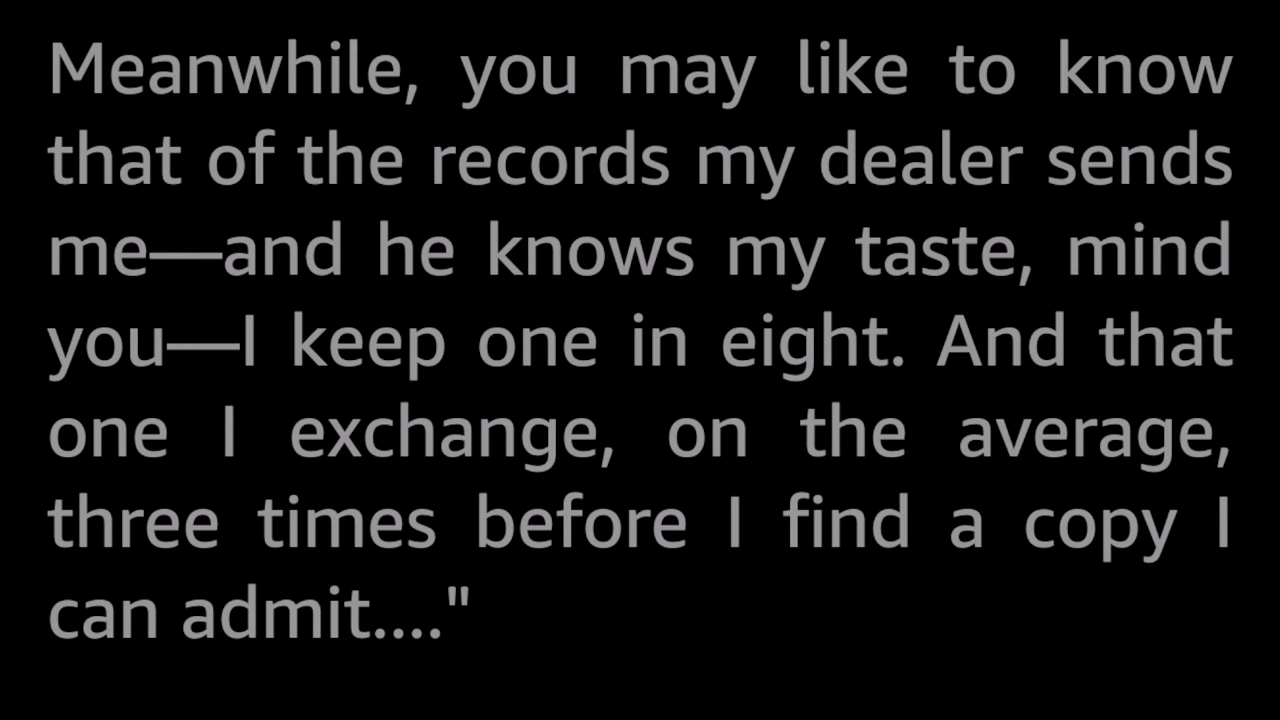 Meanwhile, you may like to know
that of the records my dealer sends
me—and he knows my taste, mind
you—I keep one in eight. And that
one I exchange, on the average,
three times before I find a copy I
can admit...."